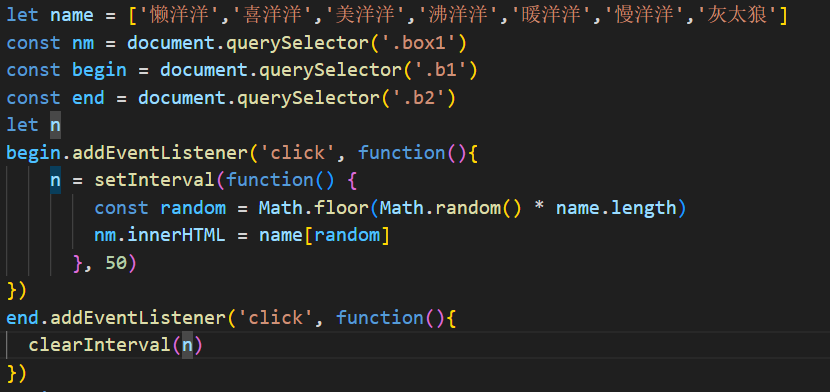 let name = ['懒洋洋','喜洋洋','美洋洋','沸洋洋','暖洋洋','慢洋洋','灰太狼']
const nm = document.querySelector('.box1')
const begin = document.querySelector('.b1')
const end = document.querySelector('.b2')
let n
begin.addEventListener('click', function(){
    n = setInterval(function() {
        const random = Math.floor(Math.random() * name.length)
        nm.innerHTML = name[random]
      }, 50)
})
end.addEventListener('click', function(){
  clearInterval(n)
})